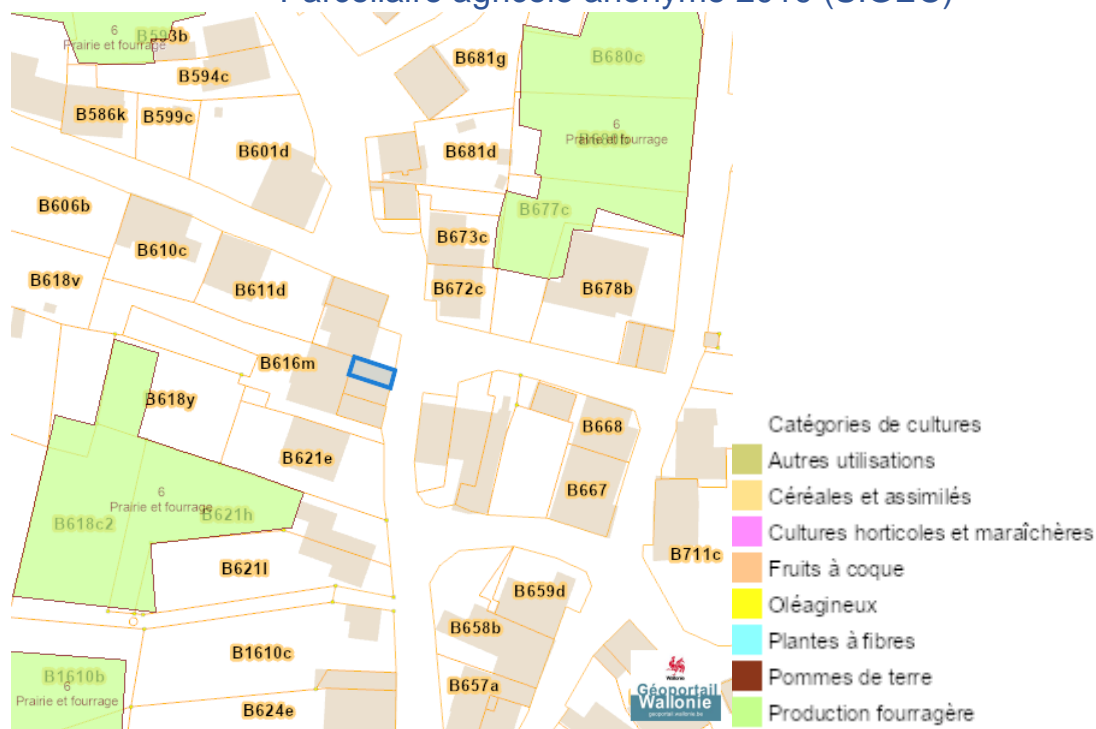 Parcellaire agricole anonyme 2016 (SIGEC)
6
Prairie et fourrage
B593b
B594c
B681g
B680c
B586k
B599c
B601d
B681d
6
Prairie et fourrage
B606b
B677c
B610c
B673c
B618v
B611d
B672c
B678b
B616m
B618y
B668
B621e
B667
6
Prairie et fourrage
B618c2
B621h
B711c
B621l
B659d
B658b
B1610c
B1610b
6
Prairie et fourrage
B657a
B624e
Wallonie
Géoportail
Wallonie
geoportail.wallonie.be
Catégories de cultures
Autres utilisations
Céréales et assimilés
Cultures horticoles et maraîchères
Fruits à coque
Oléagineux
Plantes à fibres
Pommes de terre
Production fourragère